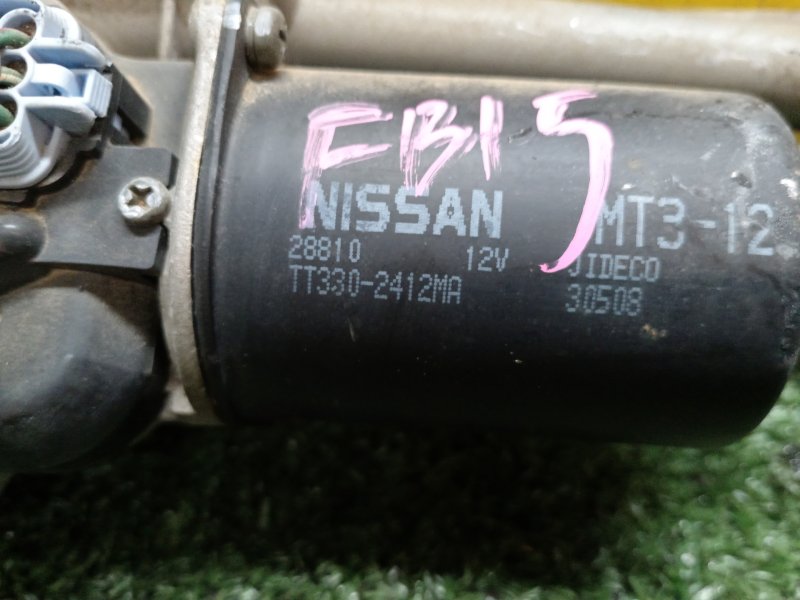 FB15
NISSAN MT3-12
28810 12V JIDECO
TT330-2412MA 30508